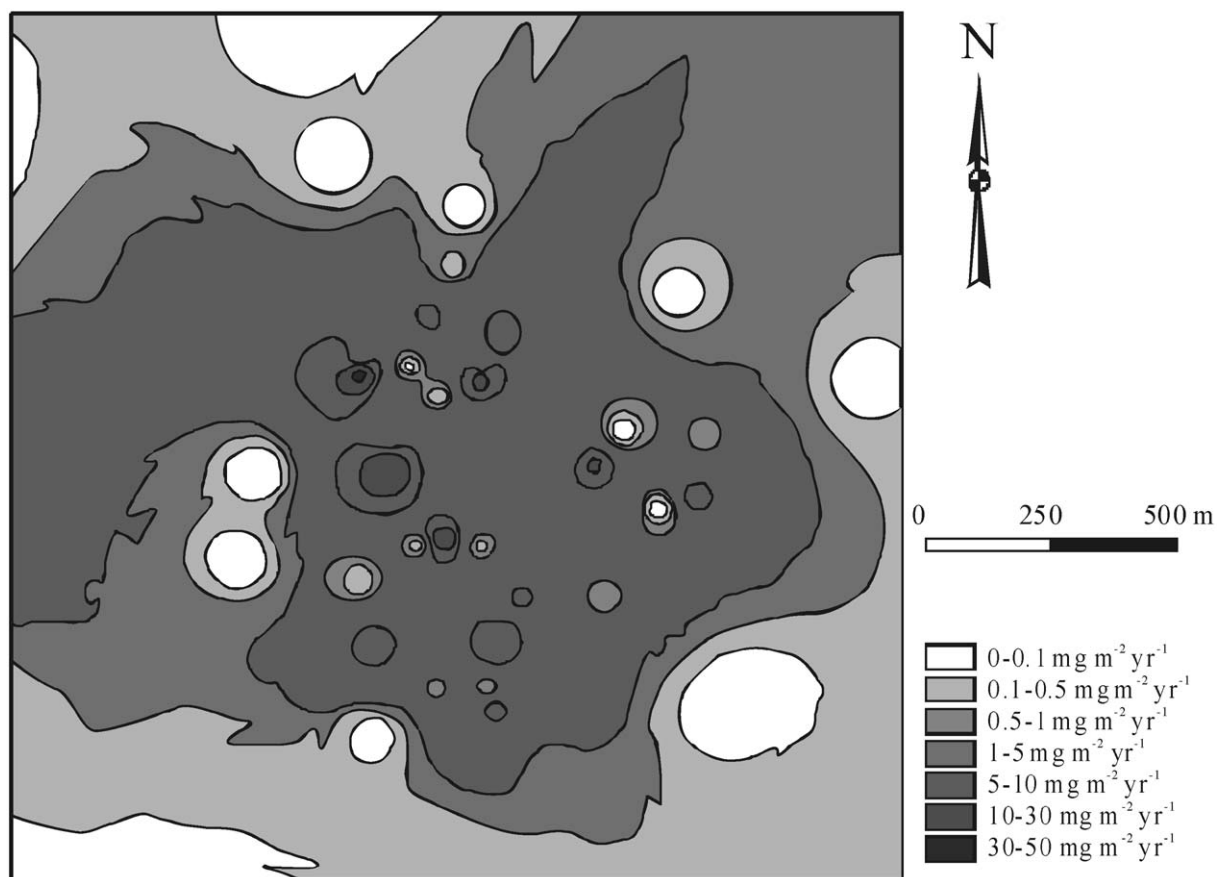 N
0 250 500 m
0-0.1 mg m⁻² yr⁻¹
0.1-0.5 mg m⁻² yr⁻¹
0.5-1 mg m⁻² yr⁻¹
1-5 mg m⁻² yr⁻¹
5-10 mg m⁻² yr⁻¹
10-30 mg m⁻² yr⁻¹
30-50 mg m⁻² yr⁻¹